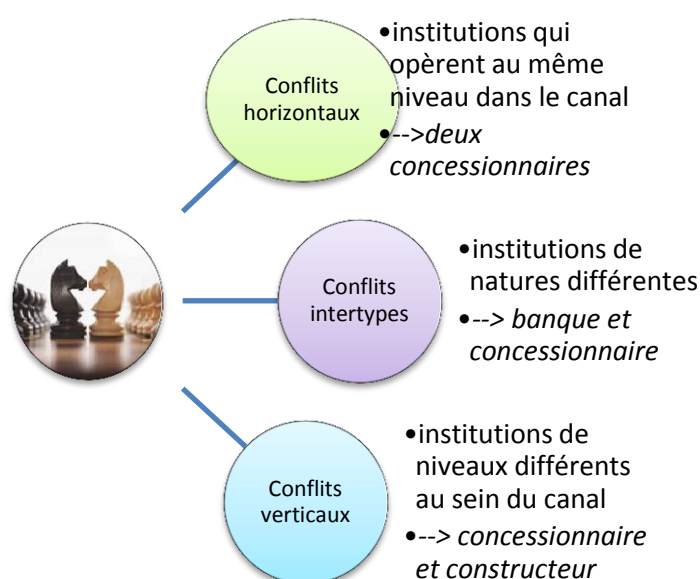 Conflits
horizontaux
•institutions qui
opèrent au même
niveau dans le canal
•-->deux
concessionnaires
Conflits
intertypes
•institutions de
natures différentes
•--> banque et
concessionnaire
Conflits
verticaux
•institutions de
niveaux différents
au sein du canal
•--> concessionnaire
et constructeur